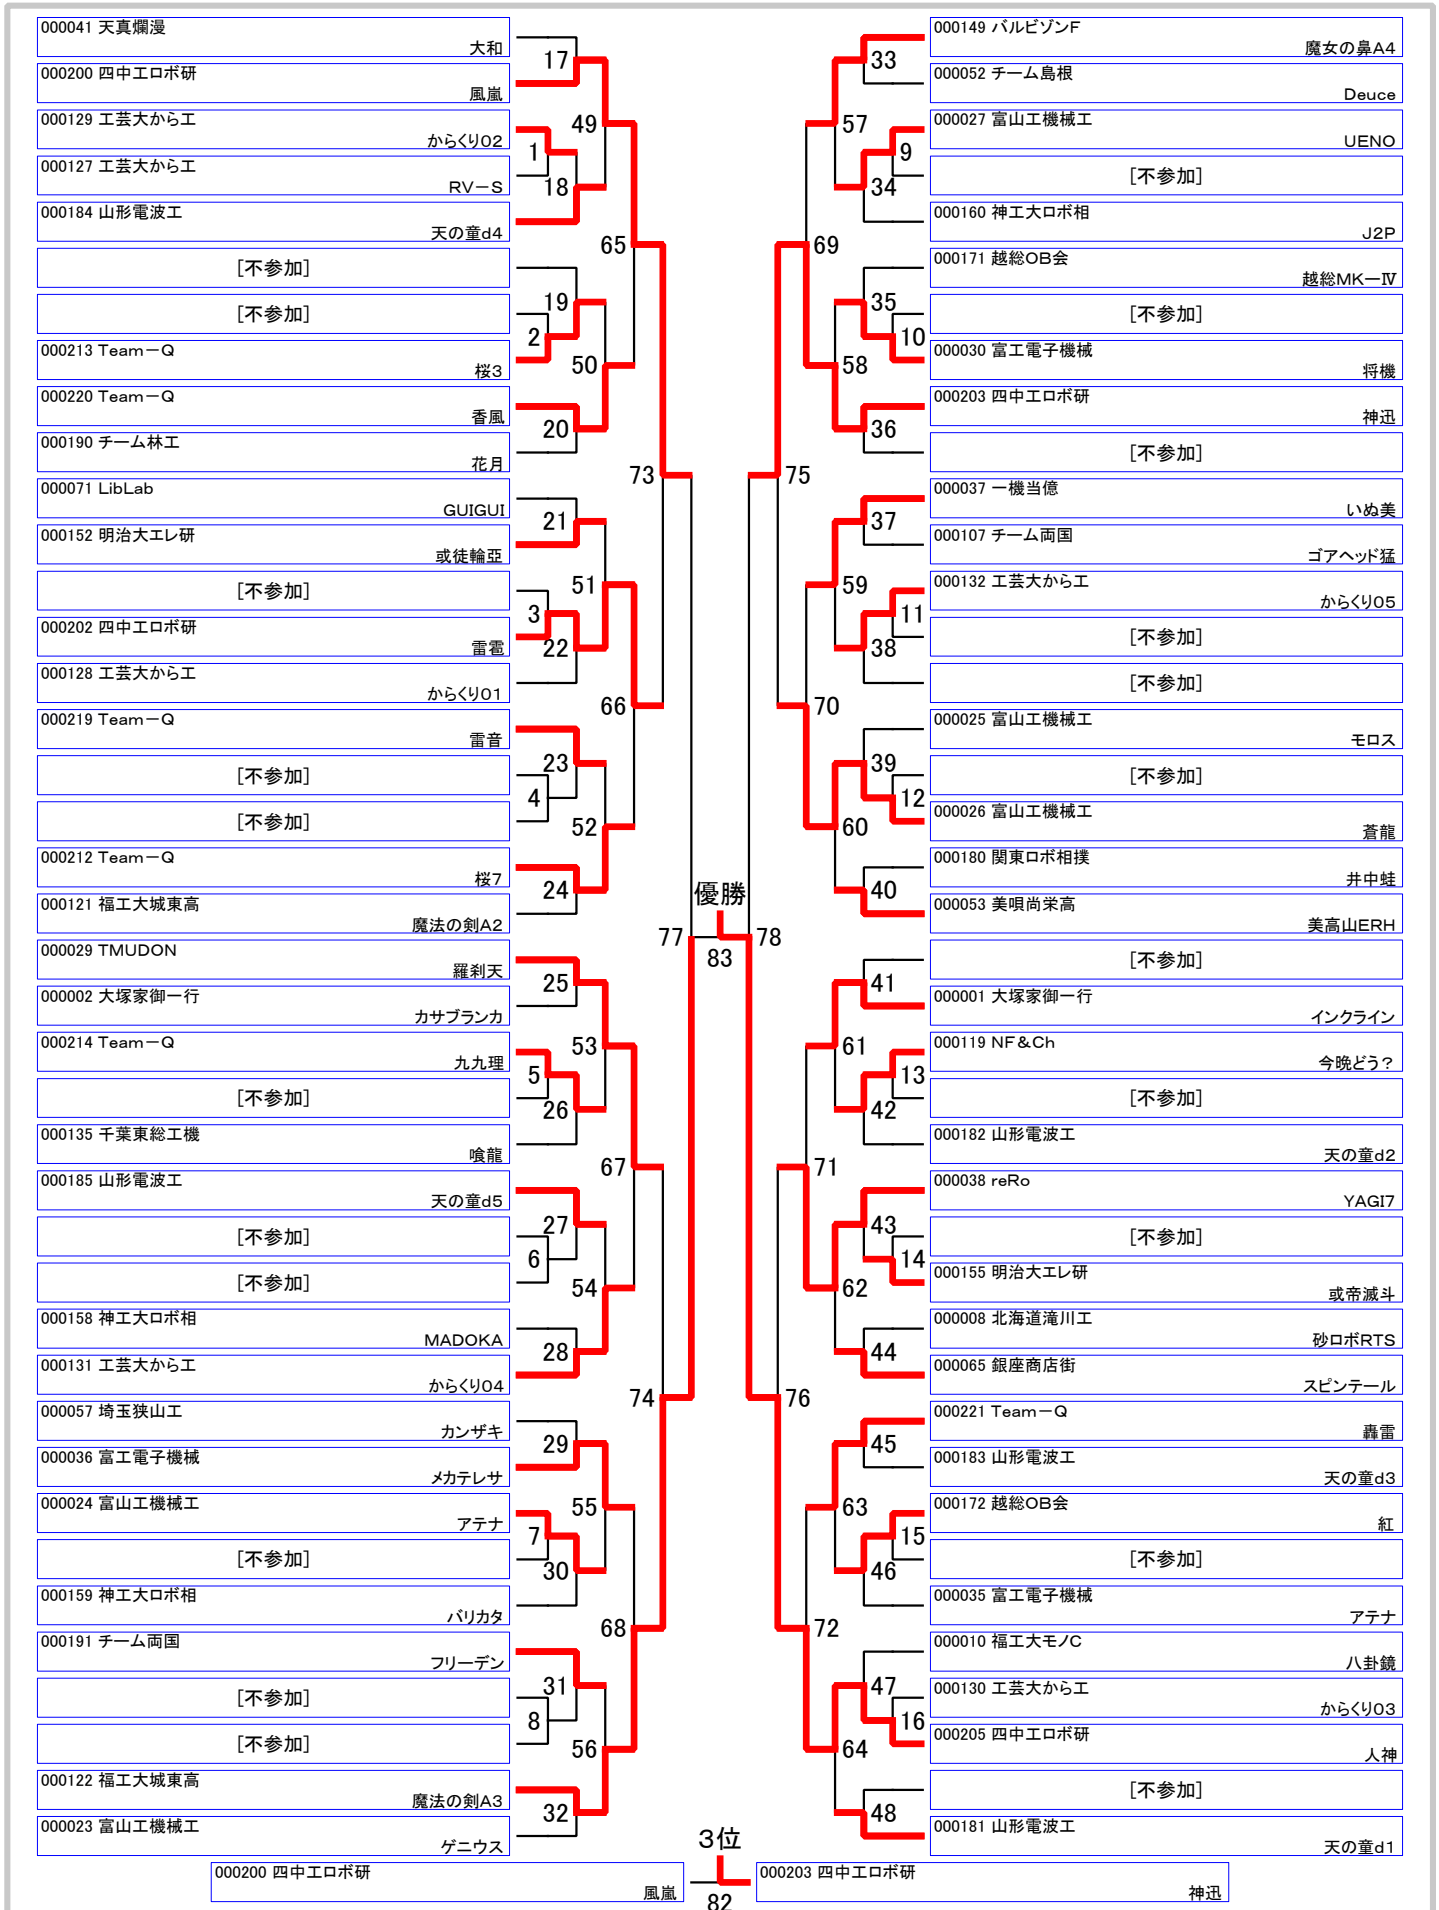 000041 天真爛漫
大和
000200 四中工ロボ研
風嵐
000129 工芸大から工
からくり02
000127 工芸大から工
RV－S
000184 山形電波工
天の童d4
[不参加]
[不参加]
000213 Team－Q
桜3
000220 Team－Q
香風
000190 チーム林工
花月
000071 LibLab
GUIGUI
000152 明治大エレ研
或徒輪亞
[不参加]
000202 四中工ロボ研
雷雹
000128 工芸大から工
からくり01
000219 Team－Q
雷音
[不参加]
[不参加]
000212 Team－Q
桜7
000121 福工大城東高
魔法の剣A2
000029 TMUDON
羅刹天
000002 大塚家御一行
カサブランカ
000214 Team－Q
九九理
[不参加]
000135 千葉東総工機
喰龍
000185 山形電波工
天の童d5
[不参加]
[不参加]
000158 神工大ロボ相
MADOKA
000131 工芸大から工
からくり04
000057 埼玉狭山工
カンザキ
000036 富工電子機械
メカテレサ
000024 富山工機械工
アテナ
[不参加]
000159 神工大ロボ相
バリカタ
000191 チーム両国
フリーデン
[不参加]
[不参加]
000122 福工大城東高
魔法の剣A3
000023 富山工機械工
ゲニウス
17
1
18
19
2
20
21
3
22
23
4
24
25
5
26
27
6
28
29
7
30
31
8
32
49
50
51
52
53
54
55
56
65
66
67
68
73
74
77
優勝
83
78
75
76
69
70
71
72
57
58
59
60
61
62
63
64
33
9
34
35
10
36
37
11
38
39
12
40
41
13
42
43
14
44
45
15
46
47
16
48
000149 バルビゾンF
魔女の鼻A4
000052 チーム島根
Deuce
000027 富山工機械工
UENO
[不参加]
000160 神工大ロボ相
J2P
000171 越総OB会
越総MK－Ⅳ
[不参加]
000030 富工電子機械
将機
000203 四中工ロボ研
神迅
[不参加]
000037 一機当億
いぬ美
000107 チーム両国
ゴアヘッド猛
000132 工芸大から工
からくり05
[不参加]
[不参加]
000025 富山工機械工
モロス
[不参加]
000026 富山工機械工
蒼龍
000180 関東ロボ相撲
井中蛙
000053 美唄尚栄高
美高山ERH
[不参加]
000001 大塚家御一行
インクライン
000119 NF＆Ch
今晩どう？
[不参加]
000182 山形電波工
天の童d2
000038 reRo
YAGI7
[不参加]
000155 明治大エレ研
或帝滅斗
000008 北海道滝川工
砂ロボRTS
000065 銀座商店街
スピンテール
000221 Team－Q
轟雷
000183 山形電波工
天の童d3
000172 越総OB会
紅
[不参加]
000035 富工電子機械
アテナ
000010 福工大モノC
八卦鏡
000130 工芸大から工
からくり03
000205 四中工ロボ研
人神
[不参加]
000181 山形電波工
天の童d1
3位
000200 四中工ロボ研
風嵐
82
000203 四中工ロボ研
神迅